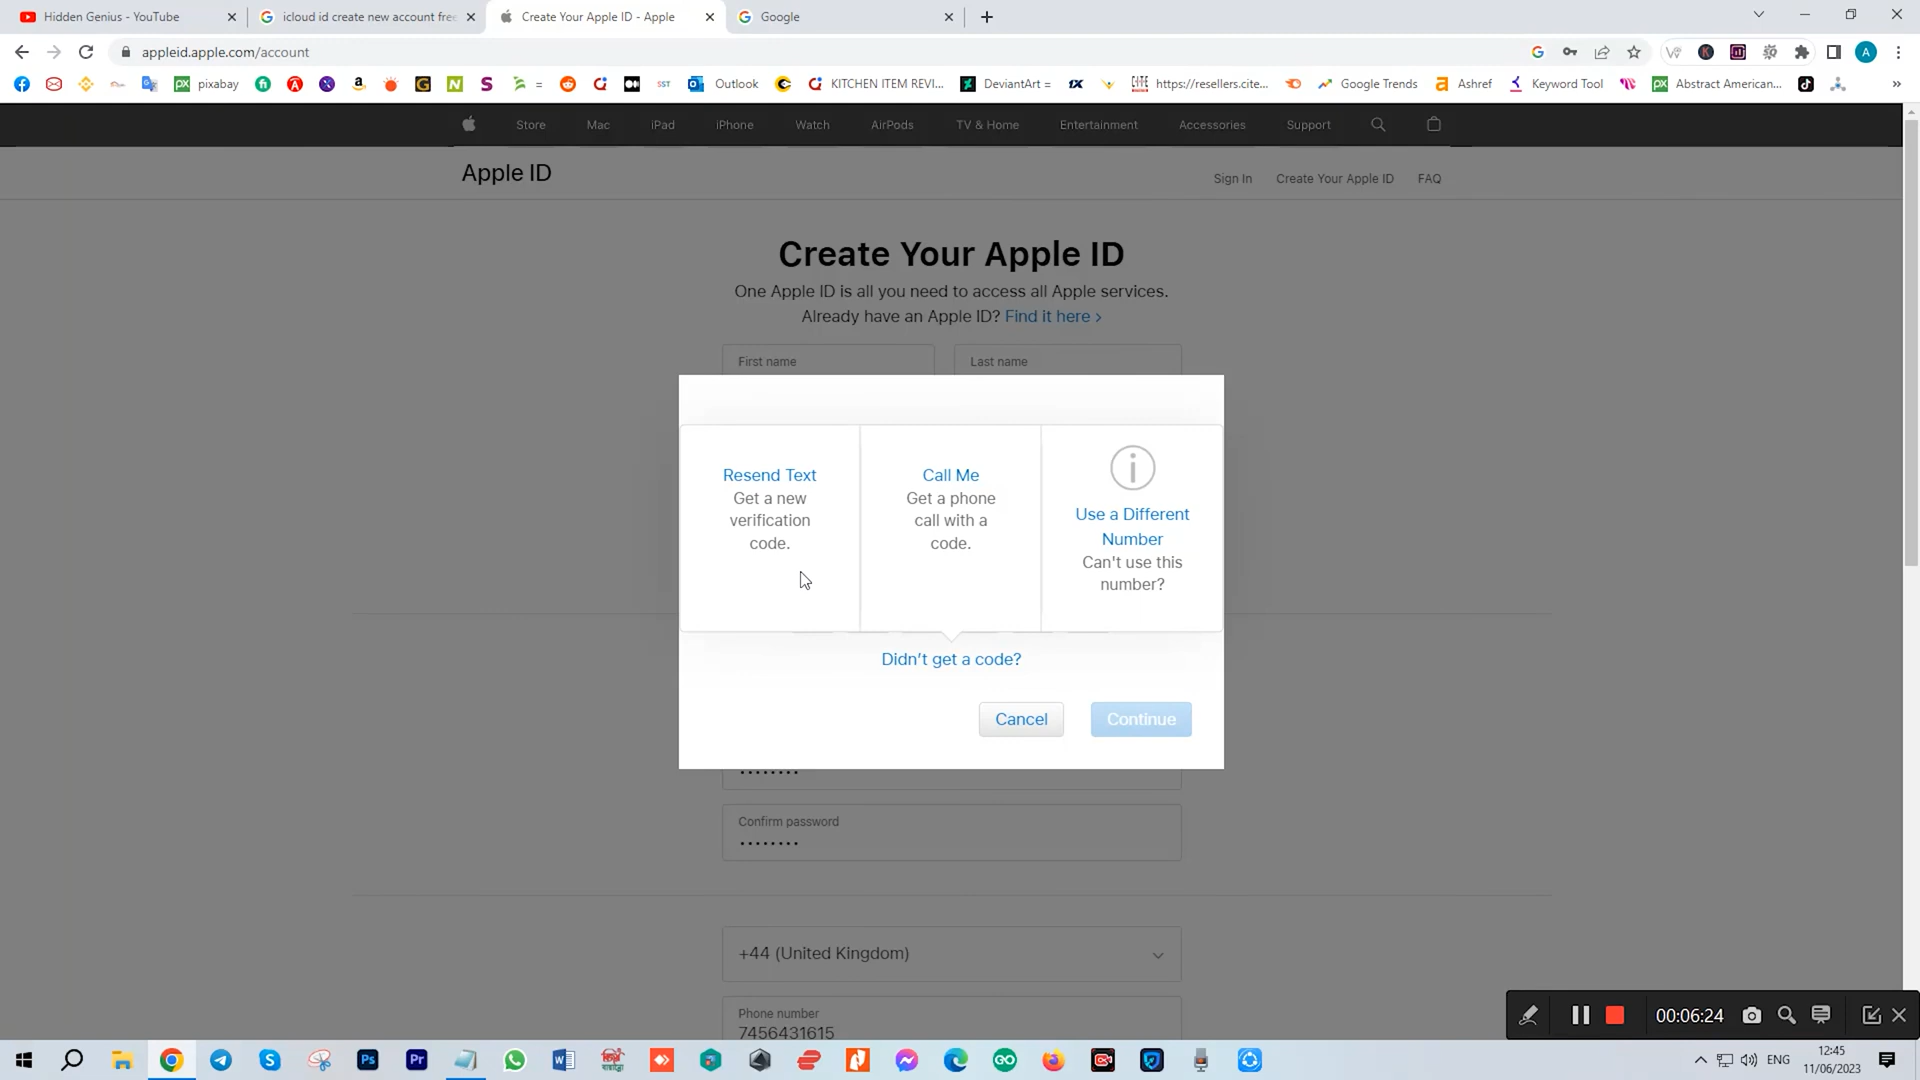 Hidden Genius - YouTube
icloud id create new account free
Create Your Apple ID - Apple
Google
appleid.apple.com/account
pixabay
=
SST
Outlook
KITCHEN ITEM REVI...
DeviantArt =
1X
https://resellers.cite...
Google Trends
Ashref
Keyword Tool
Abstract American...
»
Store
Mac
iPad
iPhone
Watch
AirPods
TV & Home
Entertainment
Accessories
Support
Apple ID
Sign In
Create Your Apple ID
FAQ
Create Your Apple ID
One Apple ID is all you need to access all Apple services.
Already have an Apple ID? Find it here >
First name
Last name
Resend Text
Get a new
verification
code.
Call Me
Get a phone
call with a
code.
Use a Different
Number
Can't use this
number?
Didn't get a code?
Cancel
Continue
Confirm password
+44 (United Kingdom)
Phone number
7456431615
00:06:24
ENG
12:45
11/06/2023